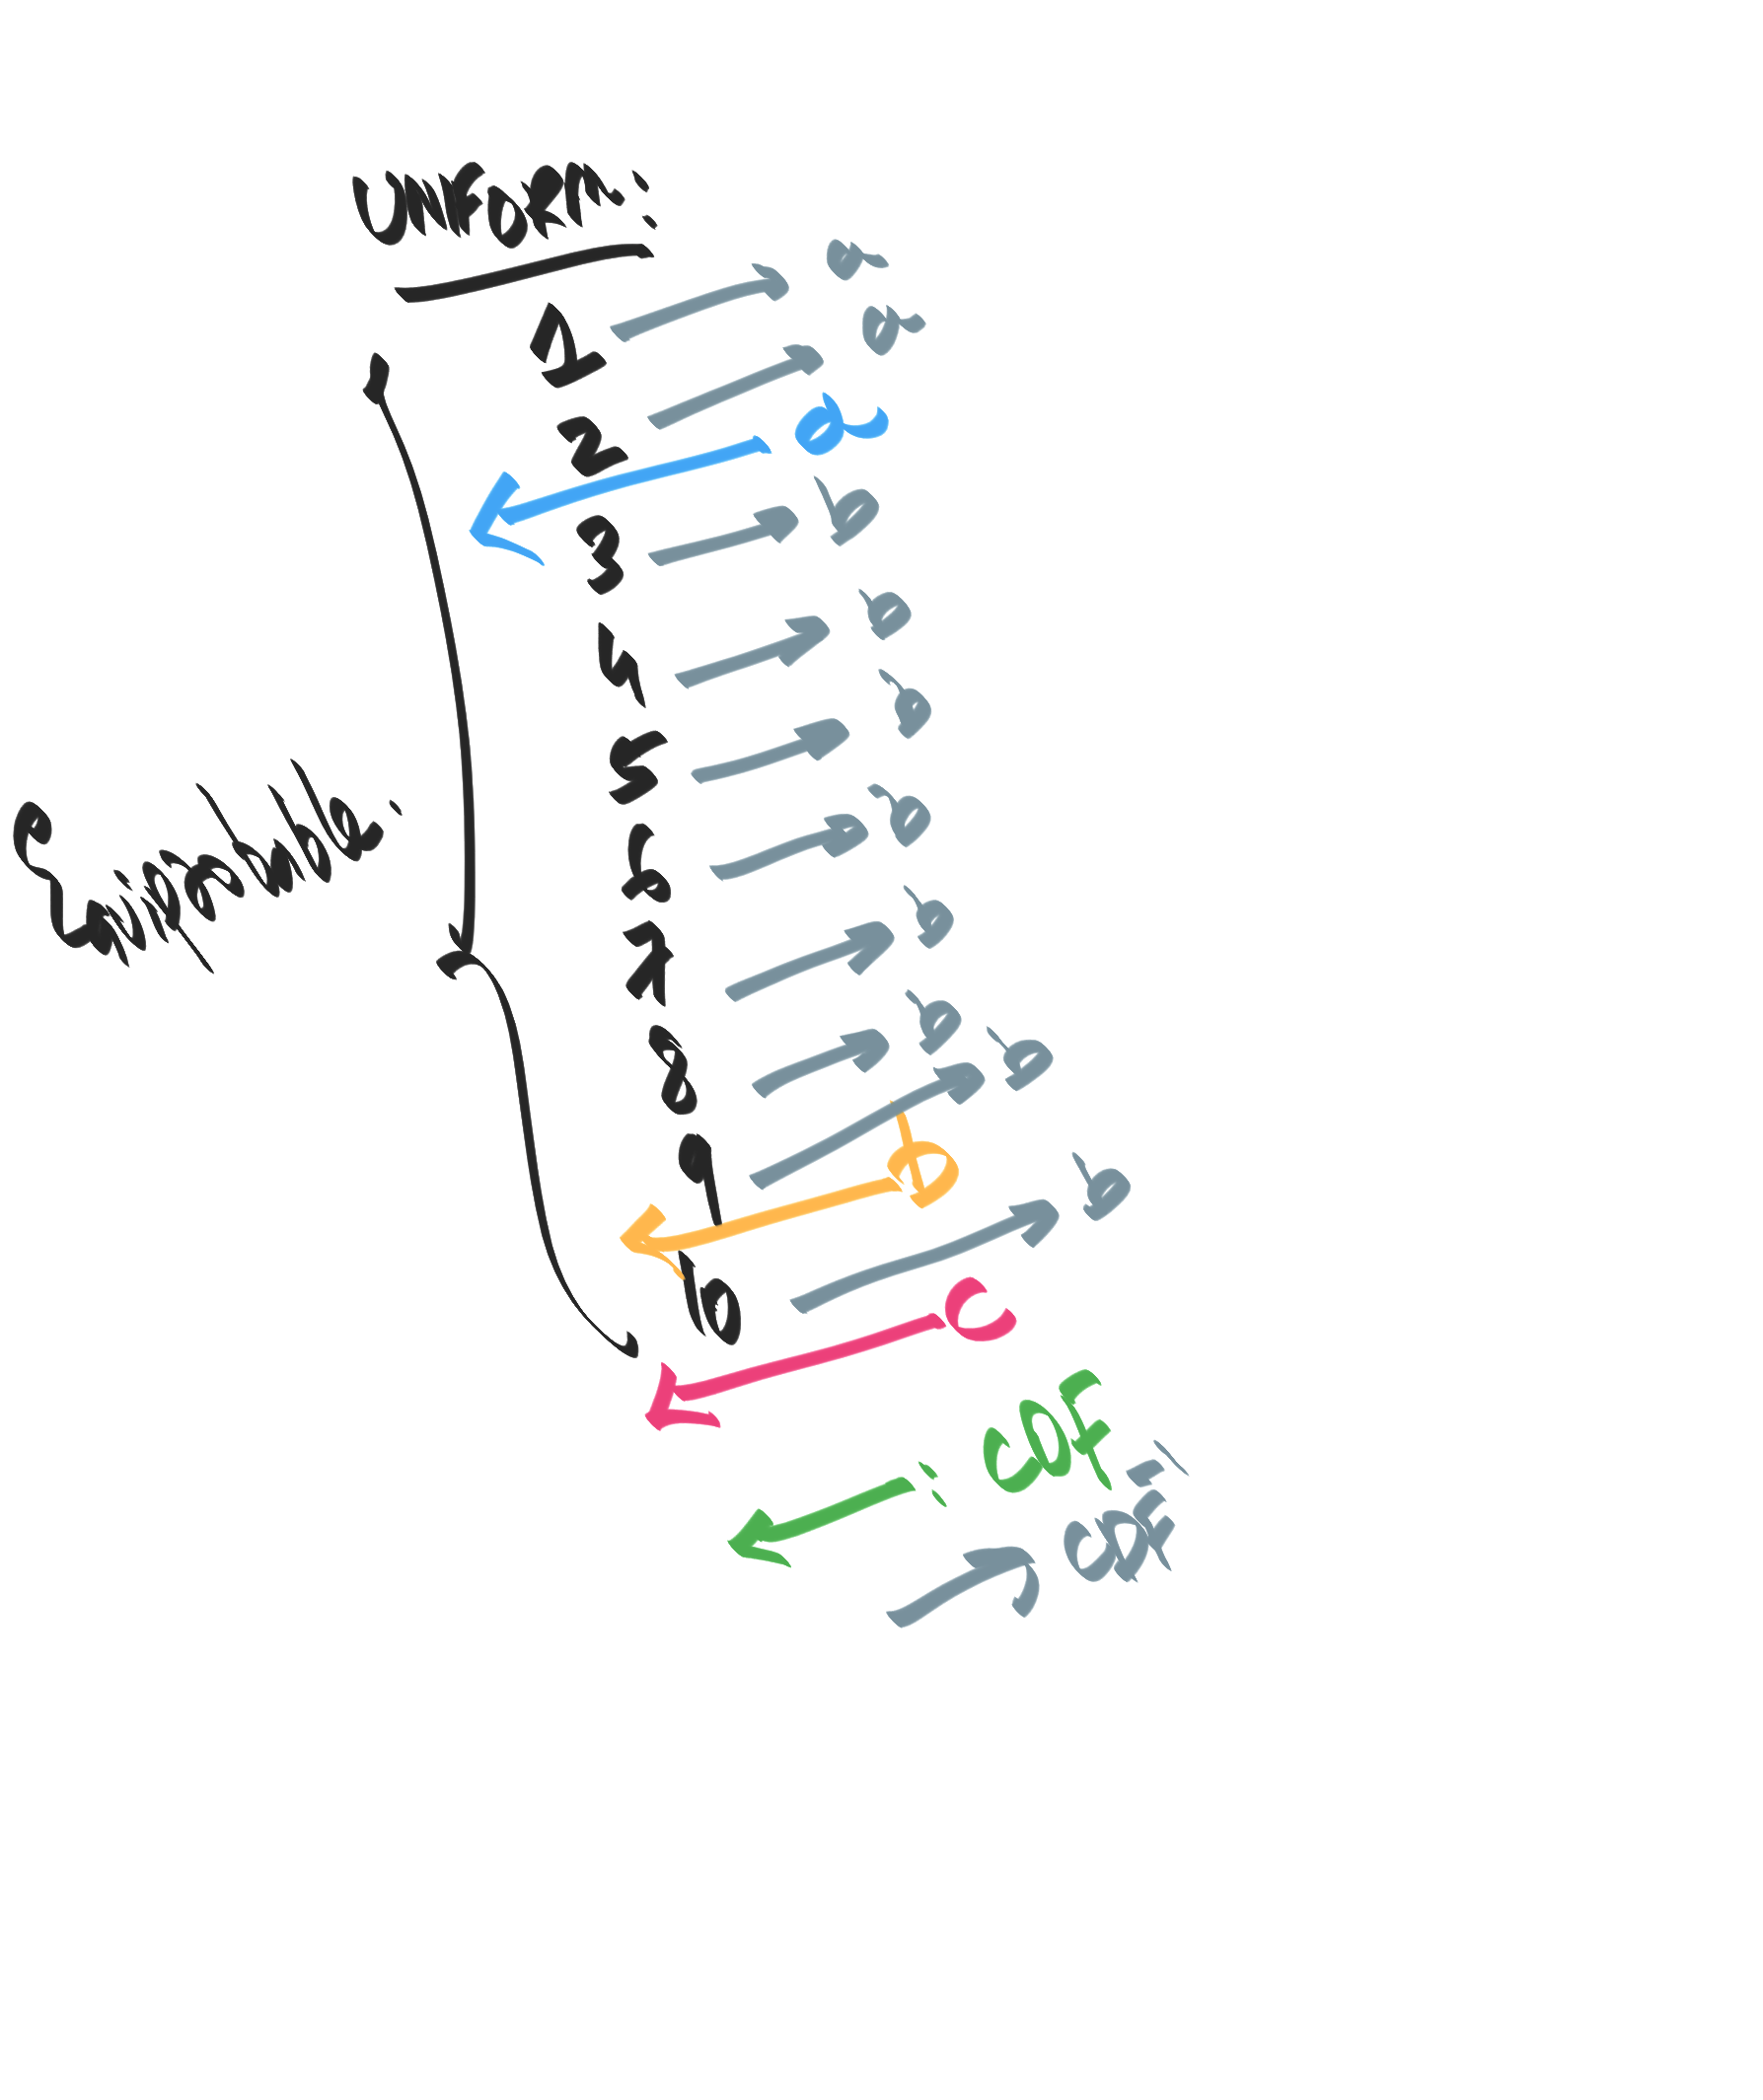 UNIFORM:
1 → a
2 → a
← a
3 → b
4 → b
5 → b
6 → b
7 → b
8 → b
9 → b
← b
10 → b
← c
Equiprobable.
← : CDF
→ CDF⁻¹